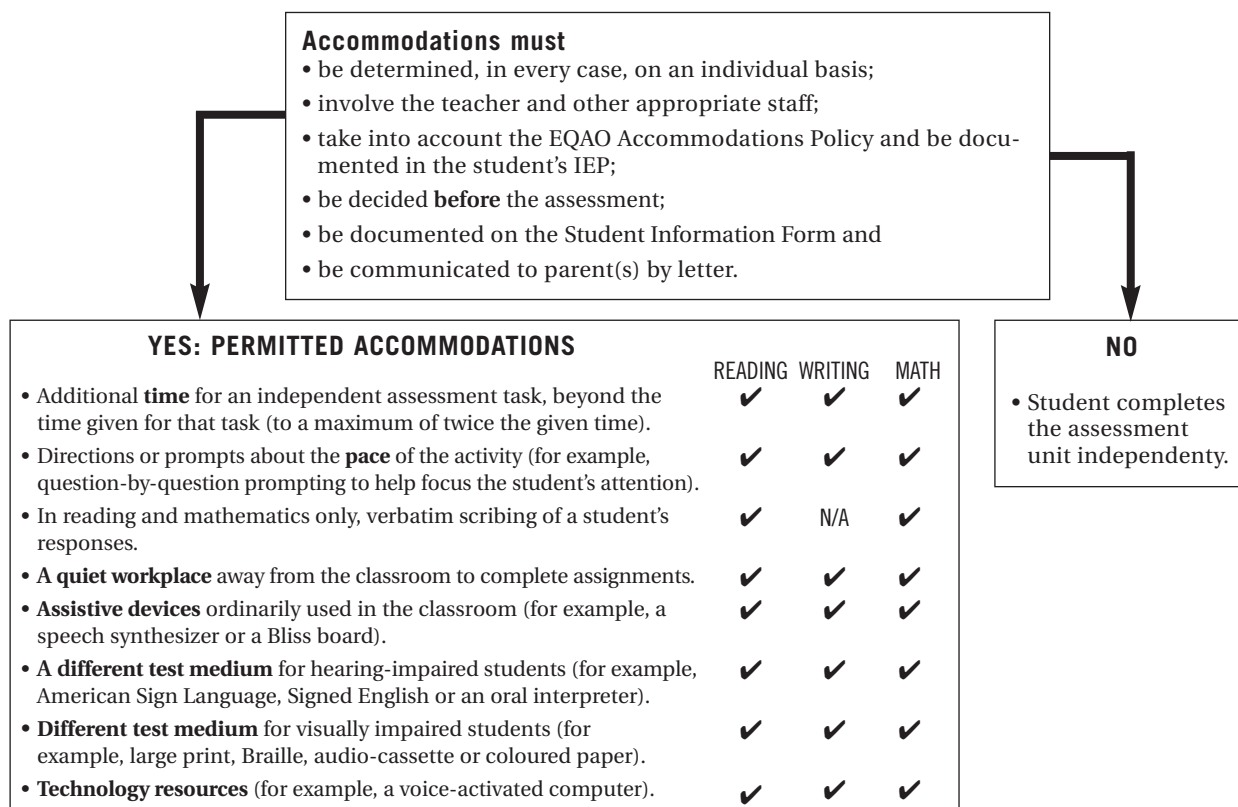 Accommodations must
• be determined, in every case, on an individual basis;
• involve the teacher and other appropriate staff;
• take into account the EQAO Accommodations Policy and be docu-
mented in the student's IEP;
• be decided before the assessment;
• be documented on the Student Information Form and
• be communicated to parent(s) by letter.
YES: PERMITTED ACCOMMODATIONS
READING WRITING MATH
• Additional time for an independent assessment task, beyond the ✔ ✔ ✔
time given for that task (to a maximum of twice the given time).
• Directions or prompts about the pace of the activity (for example, ✔ ✔ ✔
question-by-question prompting to help focus the student's attention).
• In reading and mathematics only, verbatim scribing of a student's ✔ N/A ✔
responses.
• A quiet workplace away from the classroom to complete assignments. ✔ ✔ ✔
• Assistive devices ordinarily used in the classroom (for example, a ✔ ✔ ✔
speech synthesizer or a Bliss board).
• A different test medium for hearing-impaired students (for example, ✔ ✔ ✔
American Sign Language, Signed English or an oral interpreter).
• Different test medium for visually impaired students (for ✔ ✔ ✔
example, large print, Braille, audio-cassette or coloured paper).
• Technology resources (for example, a voice-activated computer). ✔ ✔ ✔
NO
• Student completes
the assessment
unit independenty.